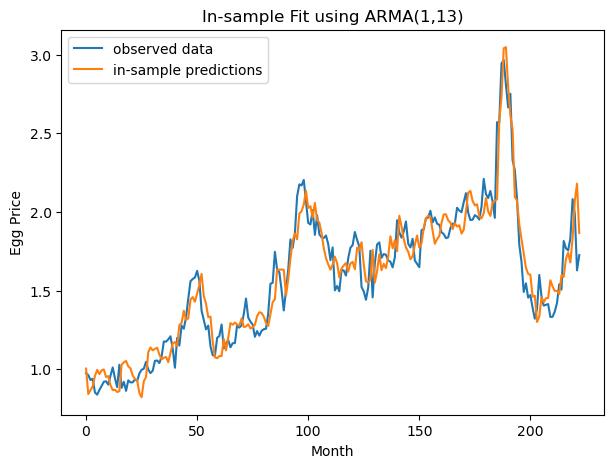 In-sample Fit using ARMA(1,13)
observed data
in-sample predictions
Egg Price
3.0
2.5
2.0
1.5
1.0
0
50
100
150
200
Month